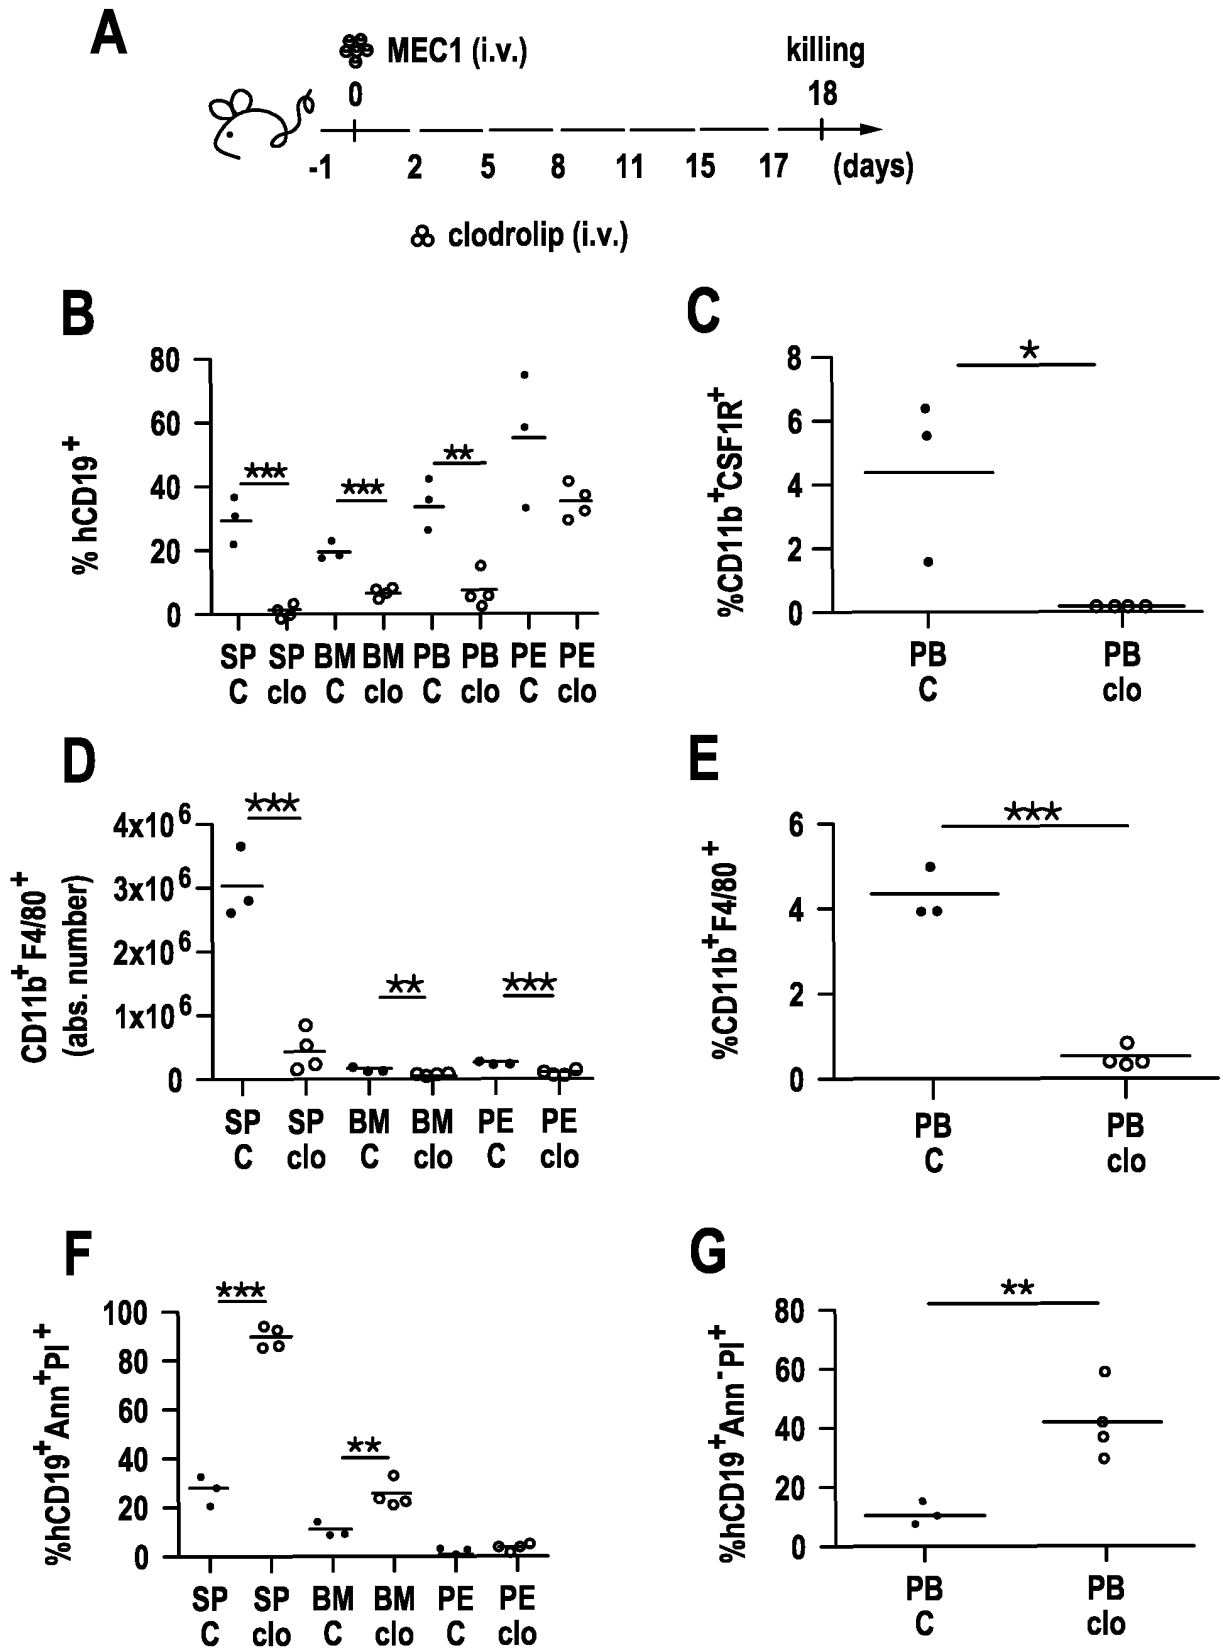 A
MEC1 (i.v.)
killing
0
18
-1 2 5 8 11 15 17 (days)
clodrolip (i.v.)
B
% hCD19+
80
60
40
20
0
***
***
**
SP SP BM BM PB PB PE PE
C clo C clo C clo C clo
C
%CD11b+CSF1R+
8
6
4
2
0
*
PB PB
C clo
D
CD11b+F4/80+
(abs. number)
4x10^6
3x10^6
2x10^6
1x10^6
0
***
**
***
SP SP BM BM PE PE
C clo C clo C clo
E
%CD11b+F4/80+
6
4
2
0
***
PB PB
C clo
F
%hCD19+Ann+PI+
100
80
60
40
20
0
***
**
SP SP BM BM PE PE
C clo C clo C clo
G
%hCD19+Ann-PI+
80
60
40
20
0
**
PB PB
C clo